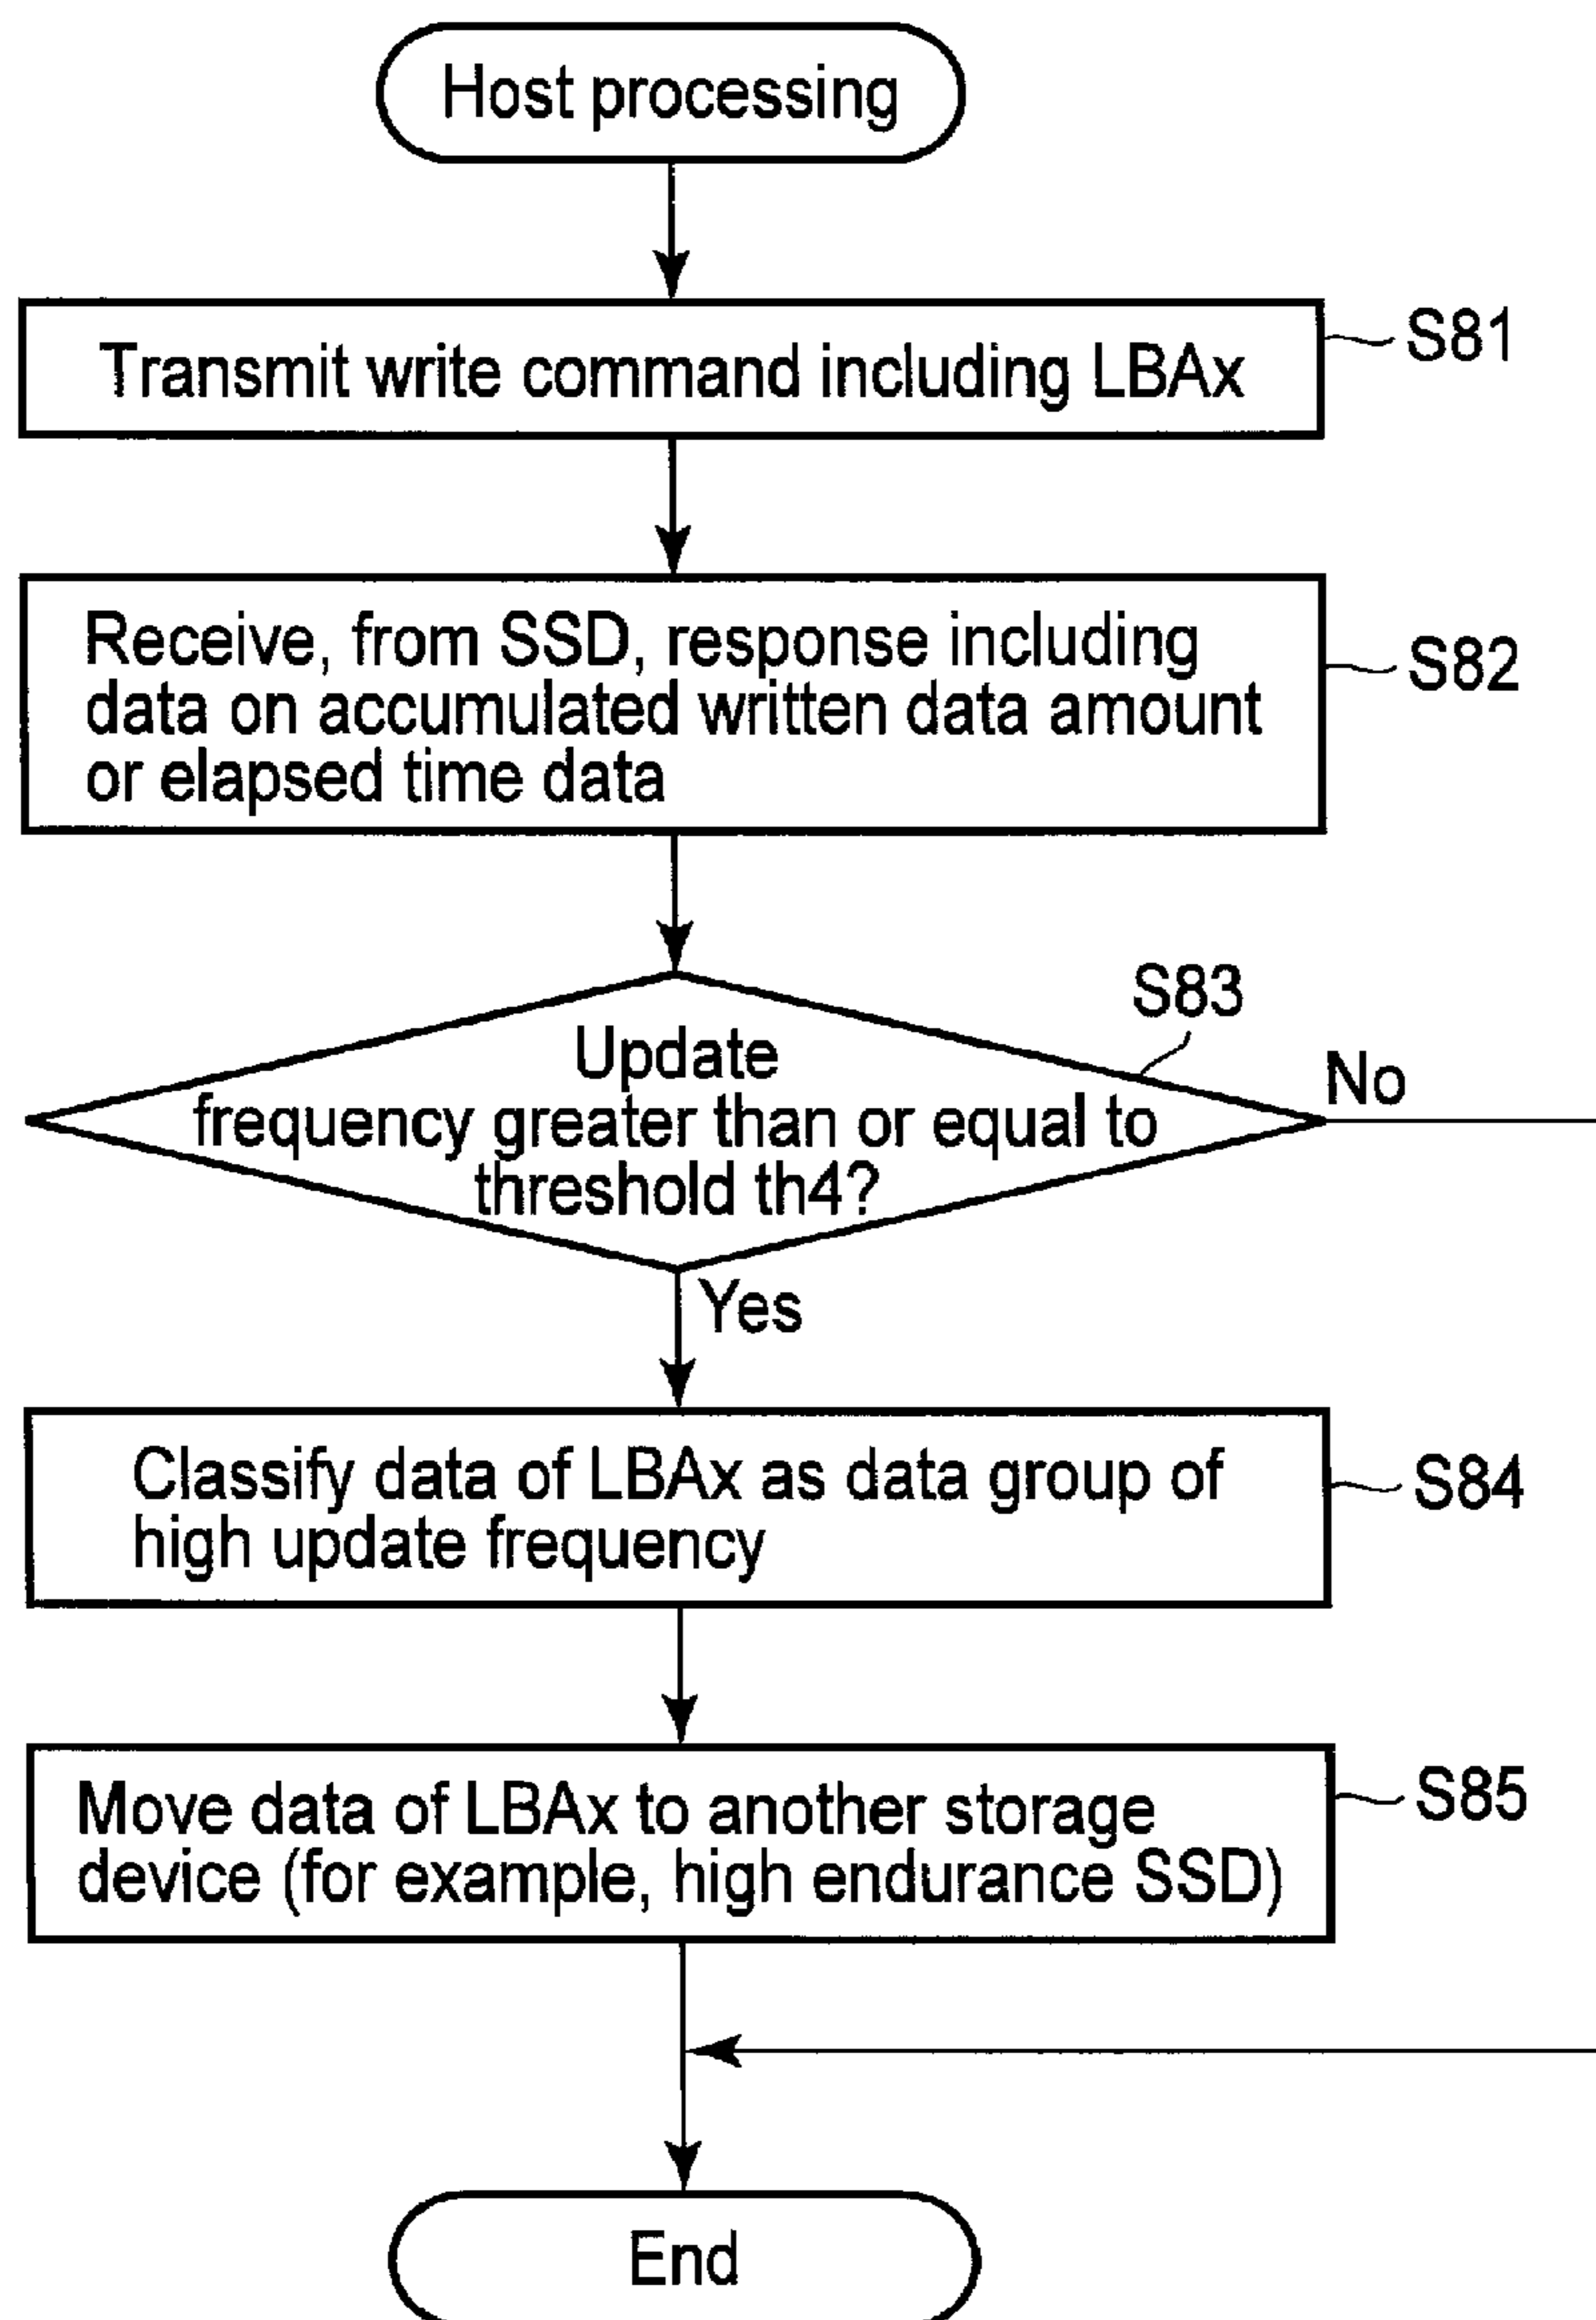 Host processing
Transmit write command including LBAx
S81
Receive, from SSD, response including
data on accumulated written data amount
or elapsed time data
S82
S83
Update
frequency greater than or equal to
threshold th4?
No
Yes
Classify data of LBAx as data group of
high update frequency
S84
Move data of LBAx to another storage
device (for example, high endurance SSD)
S85
End